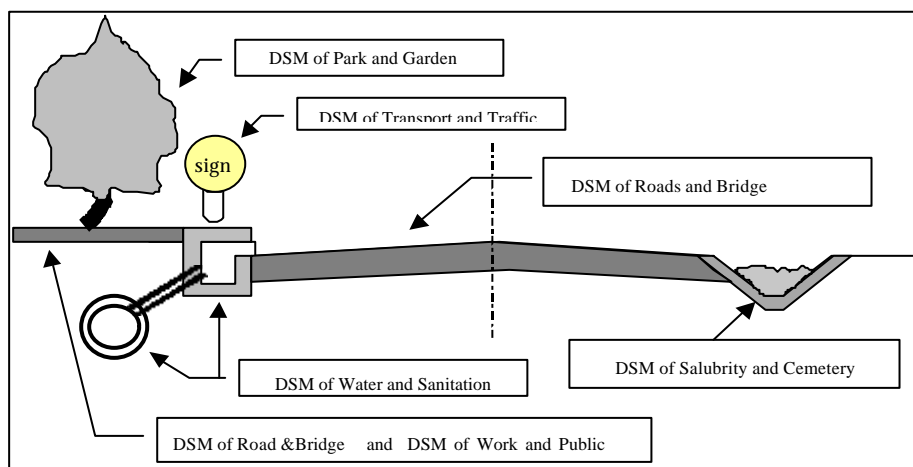 DSM of Park and Garden
DSM of Transport and Traffic
sign
DSM of Roads and Bridge
DSM of Salubrity and Cemetery
DSM of Water and Sanitation
DSM of Road &Bridge and DSM of Work and Public